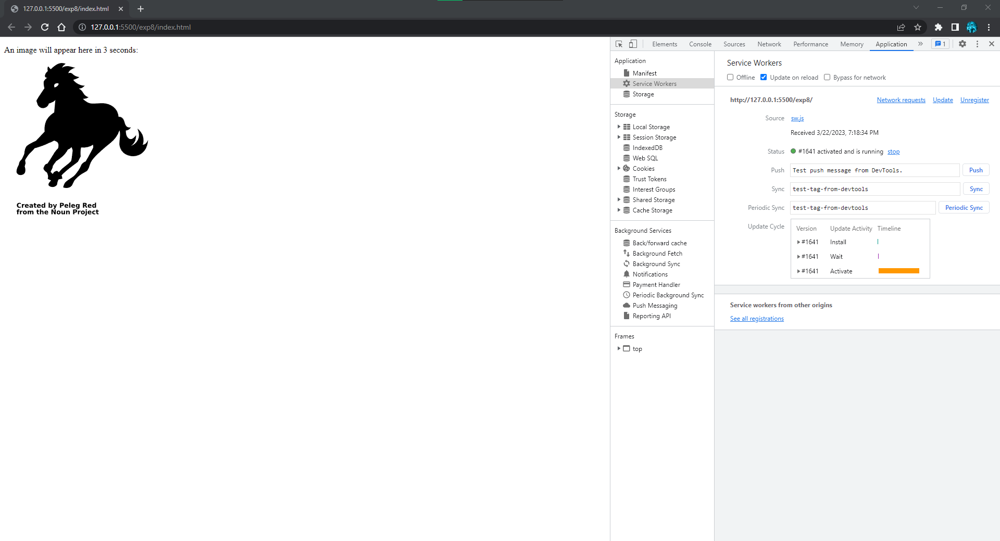 127.0.0.1:5500/exp8/index.html
127.0.0.1:5500/exp8/index.html
An image will appear here in 3 seconds:
Created by Peleg Red
from the Noun Project
Elements Console Sources Network Performance Memory Application 1
Application
Manifest
Service Workers
Storage
Storage
Local Storage
Session Storage
IndexedDB
Web SQL
Cookies
Trust Tokens
Interest Groups
Shared Storage
Cache Storage
Background Services
Back/forward cache
Background Fetch
Background Sync
Notifications
Payment Handler
Periodic Background Sync
Push Messaging
Reporting API
Frames
top
Service Workers
Offline Update on reload Bypass for network
http://127.0.0.1:5500/exp8/ Network requests Update Unregister
Source sw.js
Received 3/22/2023, 7:18:34 PM
Status #1641 activated and is running stop
Push Test push message from DevTools. Push
Sync test-tag-from-devtools Sync
Periodic Sync test-tag-from-devtools Periodic Sync
Update Cycle Version Update Activity Timeline
#1641 Install
#1641 Wait
#1641 Activate
Service workers from other origins
See all registrations